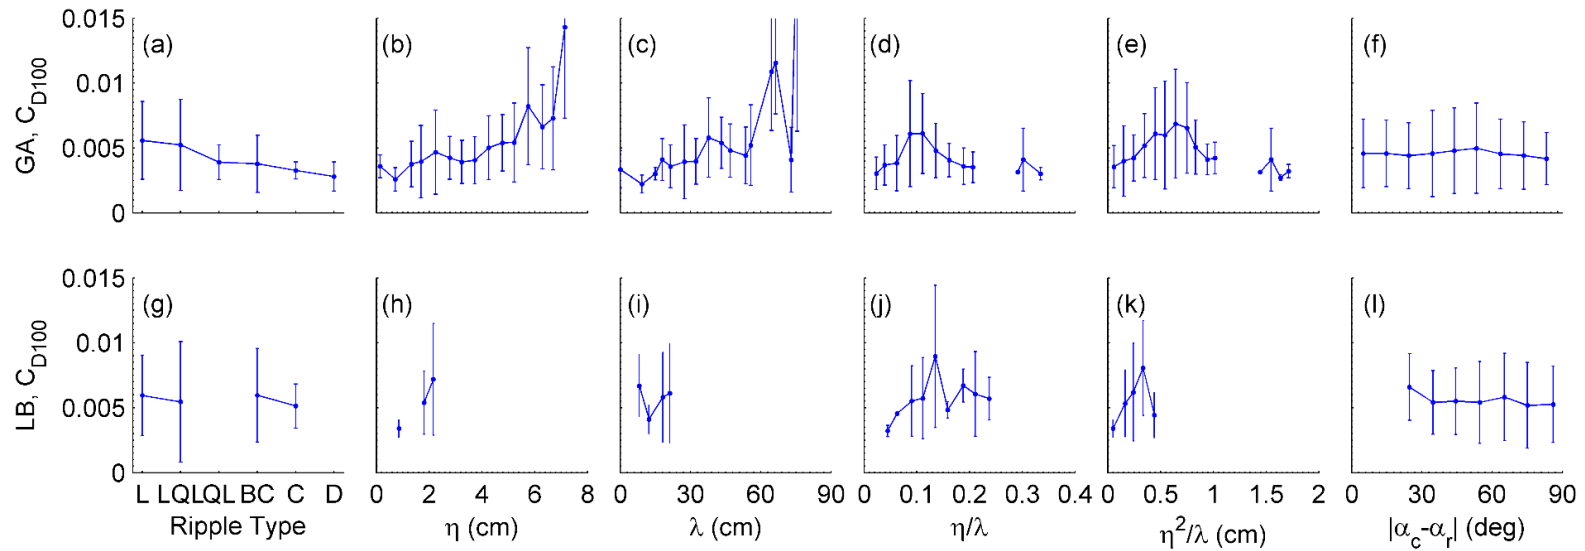 0.015
0.01
0.005
0
GA, C_D100
(a)
(b)
(c)
(d)
(e)
(f)
0.015
0.01
0.005
0
LB, C_D100
(g)
(h)
(i)
(j)
(k)
(l)
L LQLQL BC C D
Ripple Type
0 2 4 6 8
η (cm)
0 30 60 90
λ (cm)
0 0.1 0.2 0.3 0.4
η/λ
0 0.5 1 1.5 2
η²/λ (cm)
0 30 60 90
|α_c-α_r| (deg)